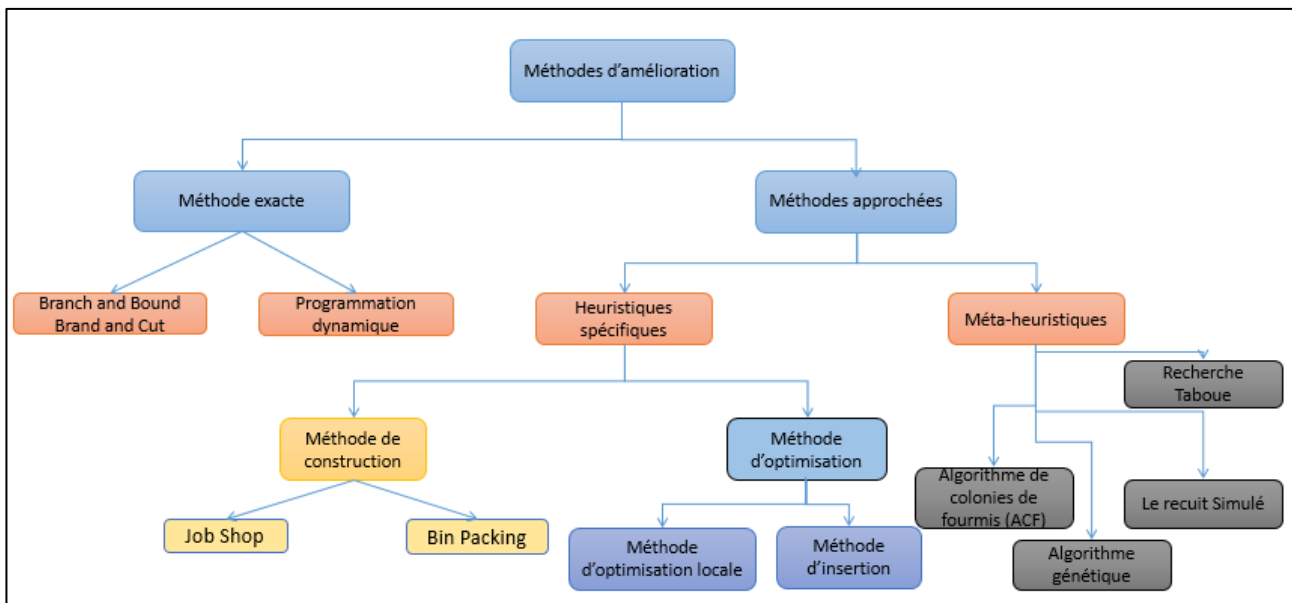 Méthodes d'amélioration
Méthode exacte
Méthodes approchées
Branch and Bound
Brand and Cut
Programmation
dynamique
Heuristiques
spécifiques
Méta-heuristiques
Recherche
Taboue
Méthode de
construction
Méthode
d'optimisation
Algorithme de
colonies de
fourmis (ACF)
Le recuit Simulé
Job Shop
Bin Packing
Méthode
d'optimisation locale
Méthode
d'insertion
Algorithme
génétique